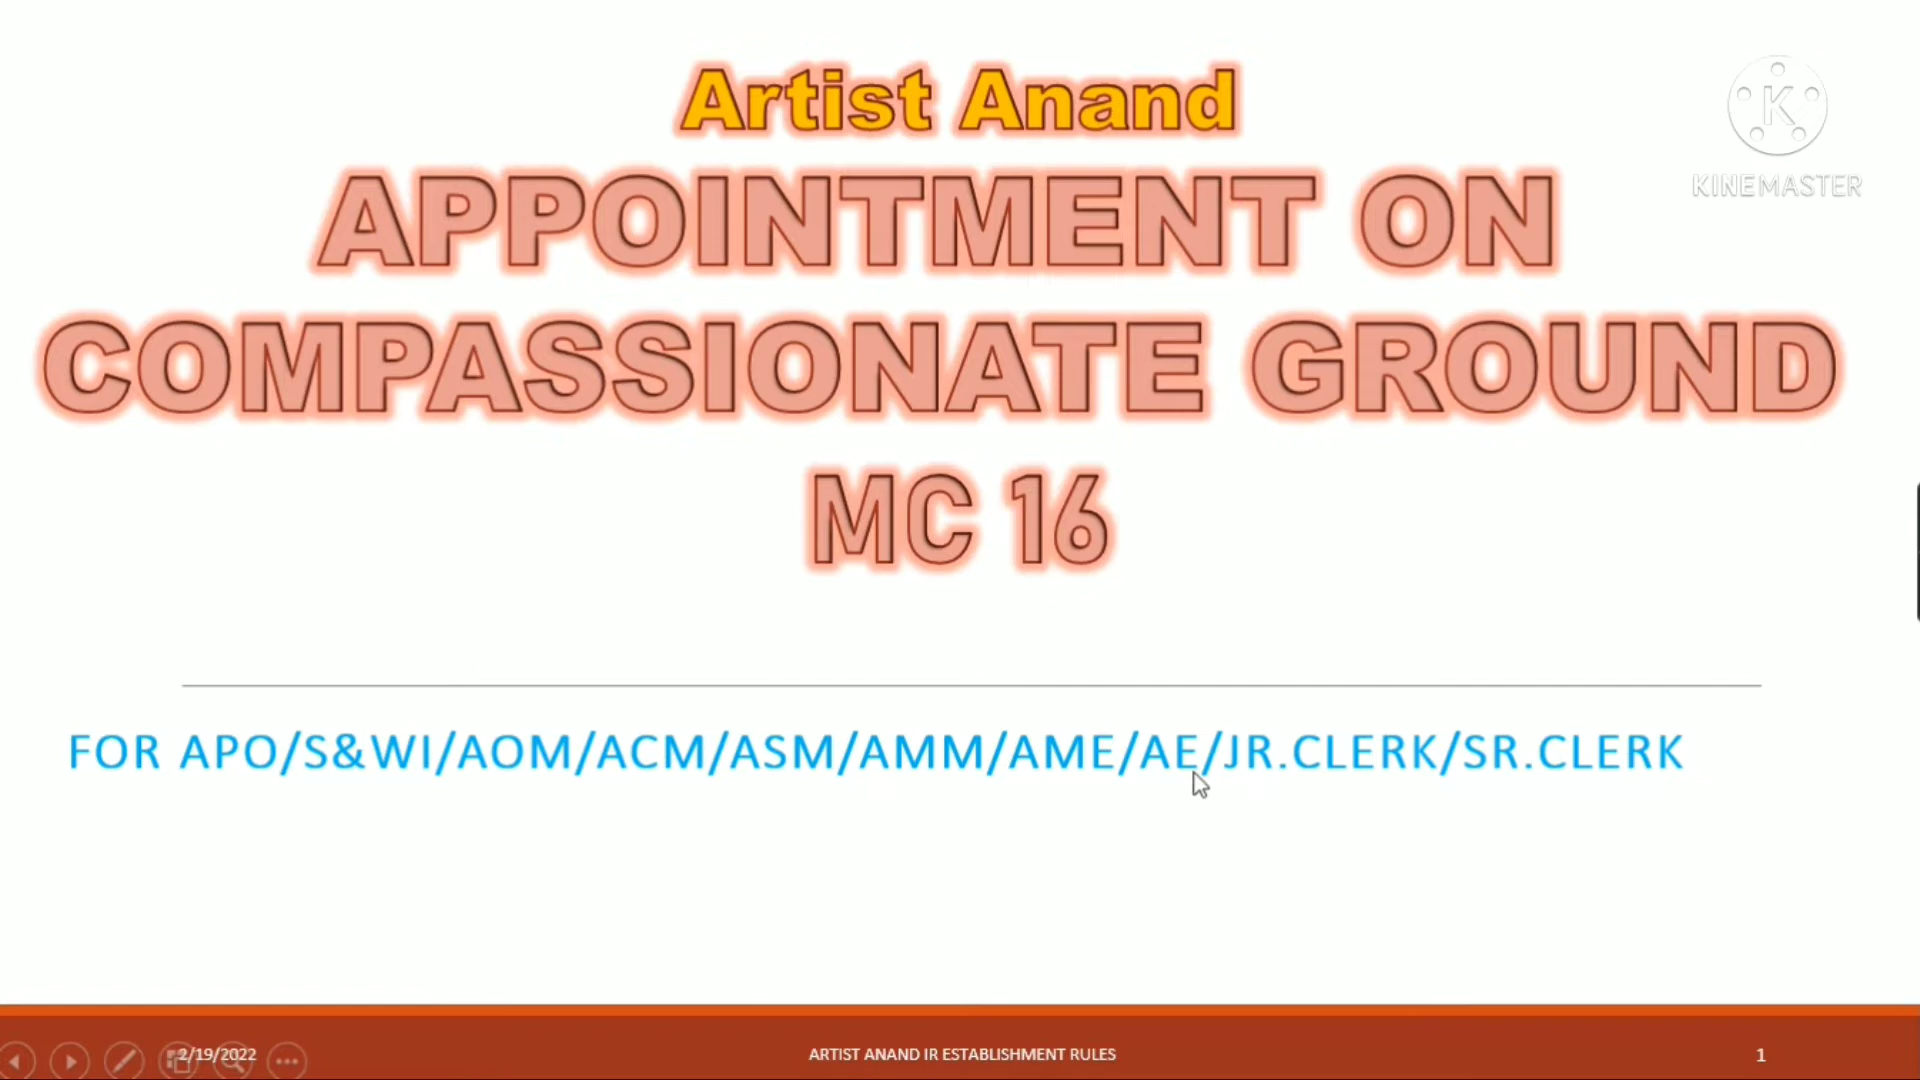 Artist Anand
APPOINTMENT ON
COMPASSIONATE GROUND
MC 16
KINEMASTER
FOR APO/S&WI/AOM/ACM/ASM/AMM/AME/AE/JR.CLERK/SR.CLERK
2/19/2022
ARTIST ANAND IR ESTABLISHMENT RULES
1